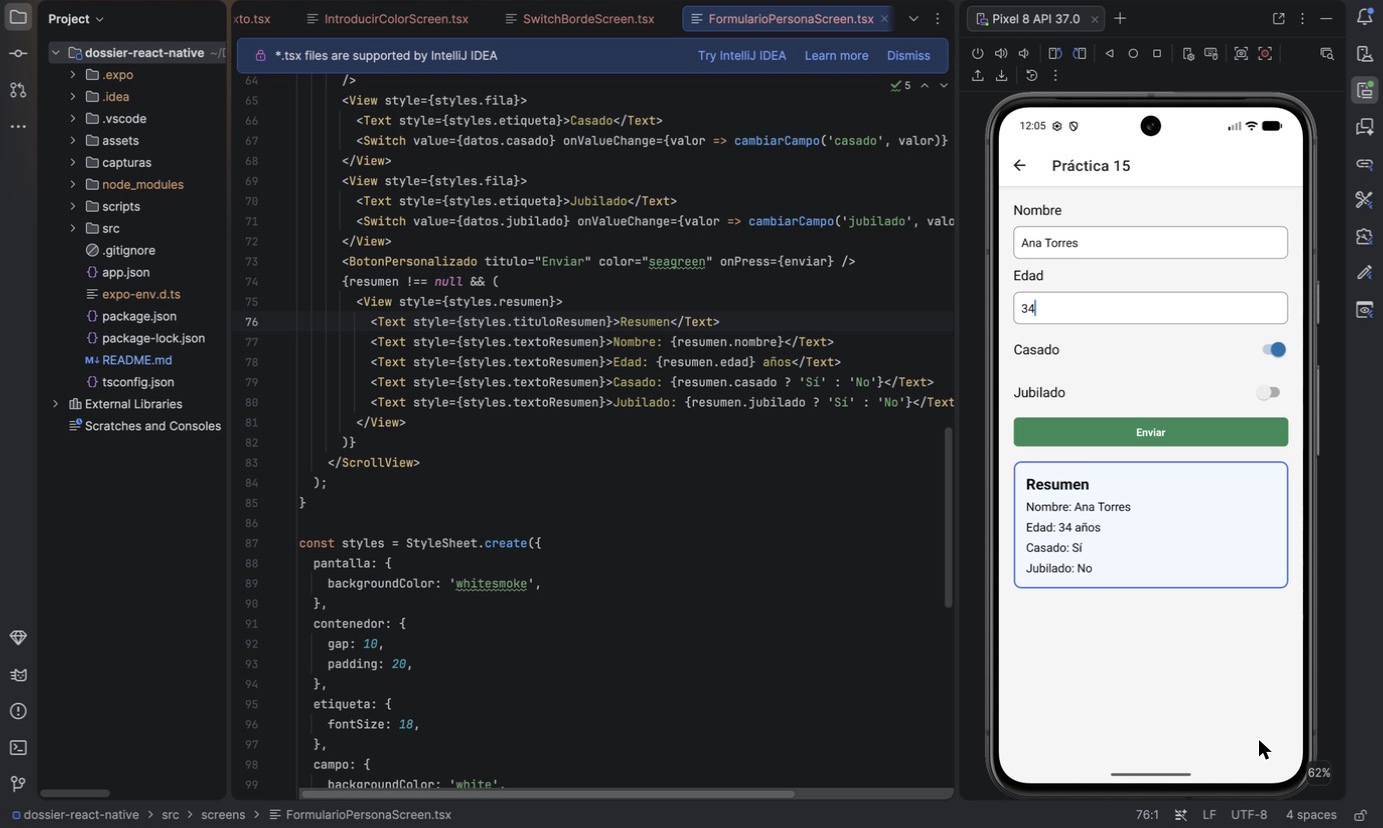 Project
xto.tsx
IntroducirColorScreen.tsx
SwitchBordeScreen.tsx
FormularioPersonaScreen.tsx
Pixel 8 API 37.0
*.tsx files are supported by IntelliJ IDEA
Try IntelliJ IDEA
Learn more
Dismiss
dossier-react-native
.expo
.idea
.vscode
assets
capturas
node_modules
scripts
src
.gitignore
app.json
expo-env.d.ts
package.json
package-lock.json
README.md
tsconfig.json
External Libraries
Scratches and Consoles
5
64 />
65 <View style={styles.fila}>
66 <Text style={styles.etiqueta}>Casado</Text>
67 <Switch value={datos.casado} onValueChange={valor => cambiarCampo('casado', valor)}
68 </View>
69 <View style={styles.fila}>
70 <Text style={styles.etiqueta}>Jubilado</Text>
71 <Switch value={datos.jubilado} onValueChange={valor => cambiarCampo('jubilado', valo
72 </View>
73 <BotonPersonalizado titulo="Enviar" color="seagreen" onPress={enviar} />
74 {resumen !== null && (
75 <View style={styles.resumen}>
76 <Text style={styles.tituloResumen}>Resumen</Text>
77 <Text style={styles.textoResumen}>Nombre: {resumen.nombre}</Text>
78 <Text style={styles.textoResumen}>Edad: {resumen.edad} años</Text>
79 <Text style={styles.textoResumen}>Casado: {resumen.casado ? 'Sí' : 'No'}</Text>
80 <Text style={styles.textoResumen}>Jubilado: {resumen.jubilado ? 'Sí' : 'No'}</Text
81 </View>
82 )}
83 </ScrollView>
84 );
85 }
86
87 const styles = StyleSheet.create({
88 pantalla: {
89 backgroundColor: 'whitesmoke',
90 },
91 contenedor: {
92 gap: 10,
93 padding: 20,
94 },
95 etiqueta: {
96 fontSize: 18,
97 },
98 campo: {
99 backgroundColor: 'white',
12:05
Práctica 15
Nombre
Ana Torres
Edad
34
Casado
Jubilado
Enviar
Resumen
Nombre: Ana Torres
Edad: 34 años
Casado: Sí
Jubilado: No
62%
dossier-react-native > src > screens > FormularioPersonaScreen.tsx
76:1
LF
UTF-8
4 spaces